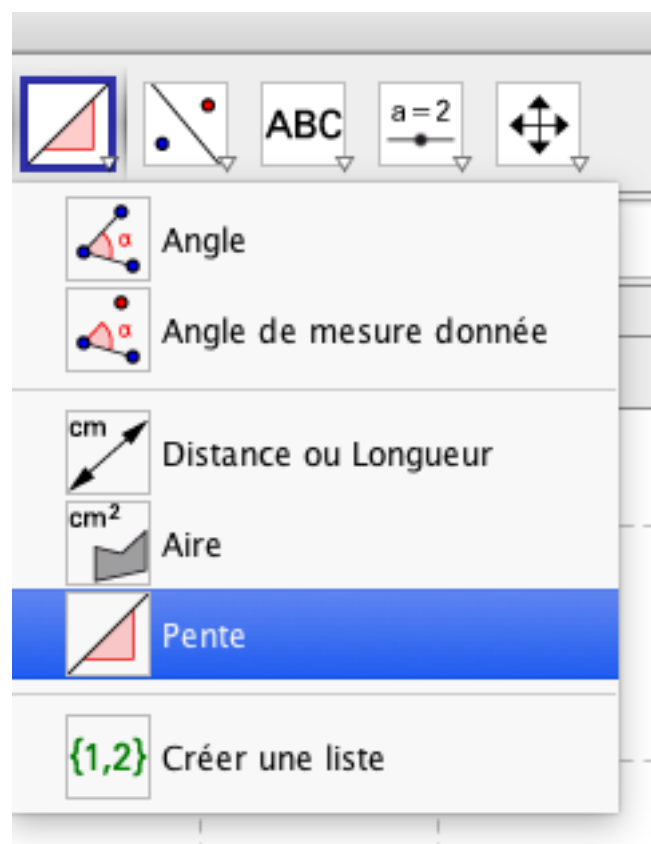 ABC a=2
α Angle
α Angle de mesure donnée
cm Distance ou Longueur
cm² Aire
Pente
{1,2} Créer une liste